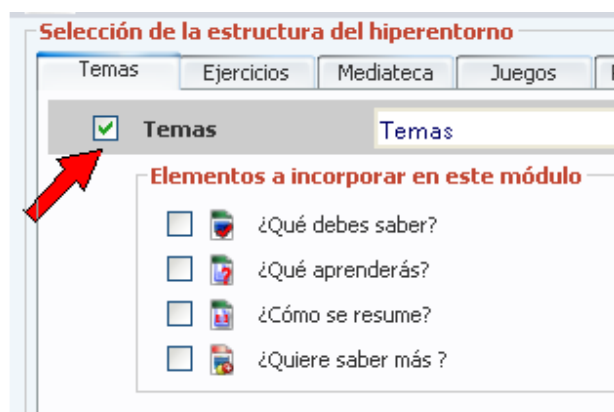 Selección de la estructura del hiperentorno
Temas Ejercicios Mediateca Juegos
Temas Temas
Elementos a incorporar en este módulo
¿Qué debes saber?
¿Qué aprenderás?
¿Cómo se resume?
¿Quiere saber más ?